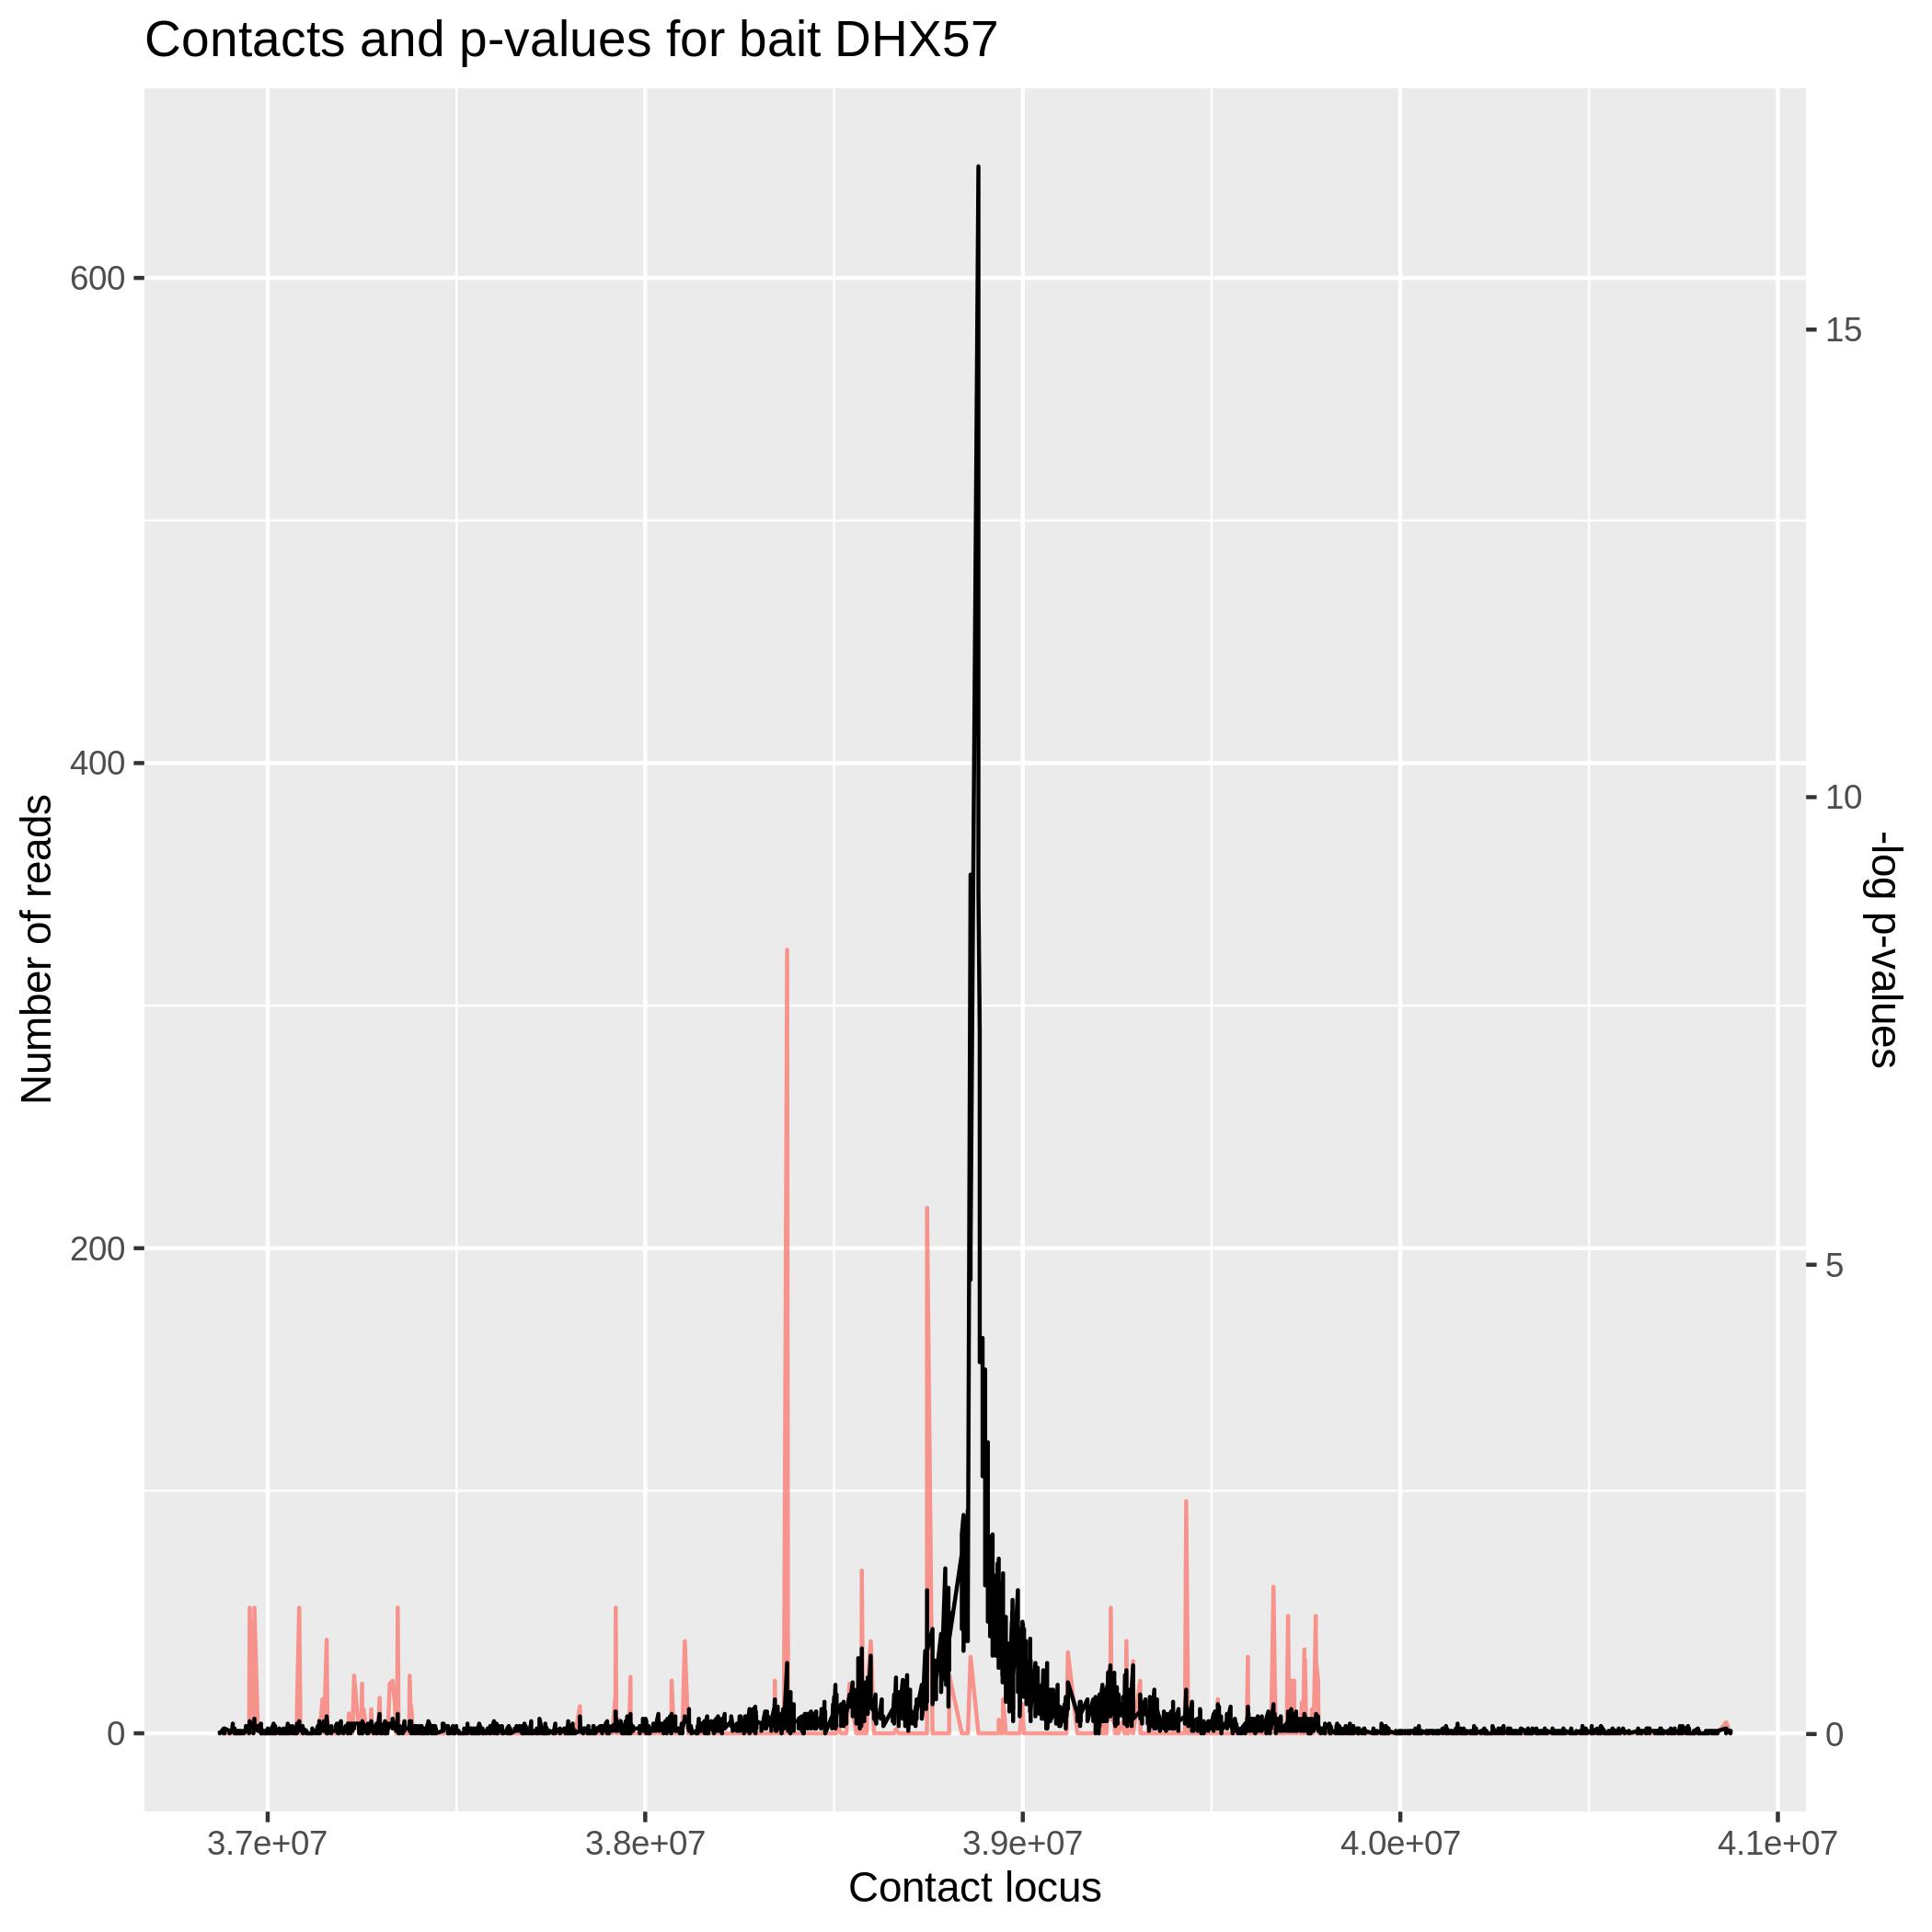 Contacts and p-values for bait DHX57
600
400
200
0
Number of reads
15
10
5
0
-log p-values
3.7e+07 3.8e+07 3.9e+07 4.0e+07 4.1e+07
Contact locus